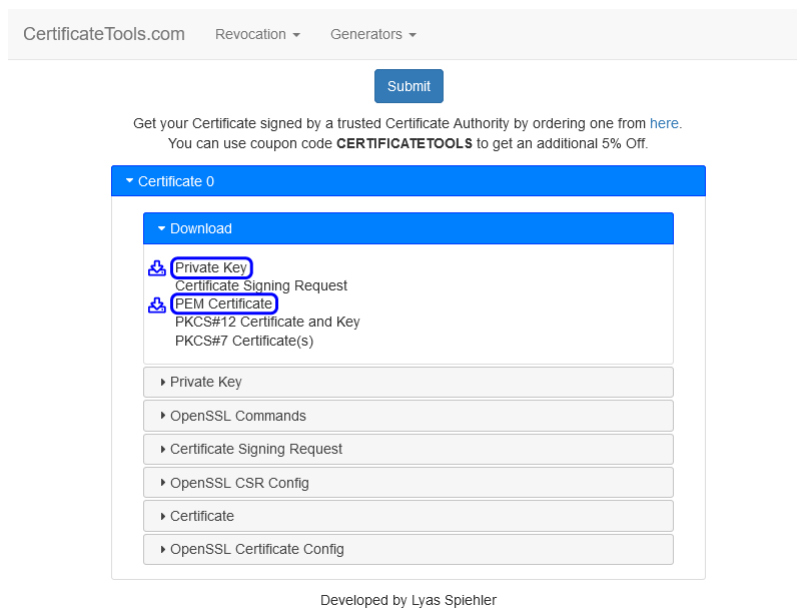 CertificateTools.com Revocation Generators
Submit
Get your Certificate signed by a trusted Certificate Authority by ordering one from here.
You can use coupon code CERTIFICATETOOLS to get an additional 5% Off.
Certificate 0
Download
Private Key
Certificate Signing Request
PEM Certificate
PKCS#12 Certificate and Key
PKCS#7 Certificate(s)
Private Key
OpenSSL Commands
Certificate Signing Request
OpenSSL CSR Config
Certificate
OpenSSL Certificate Config
Developed by Lyas Spiehler